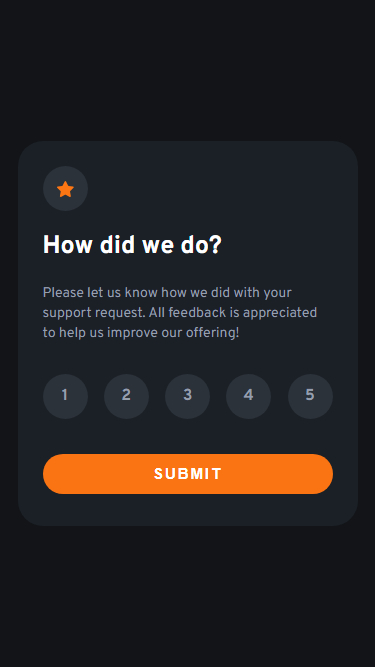 How did we do?
Please let us know how we did with your
support request. All feedback is appreciated
to help us improve our offering!
1 2 3 4 5
SUBMIT